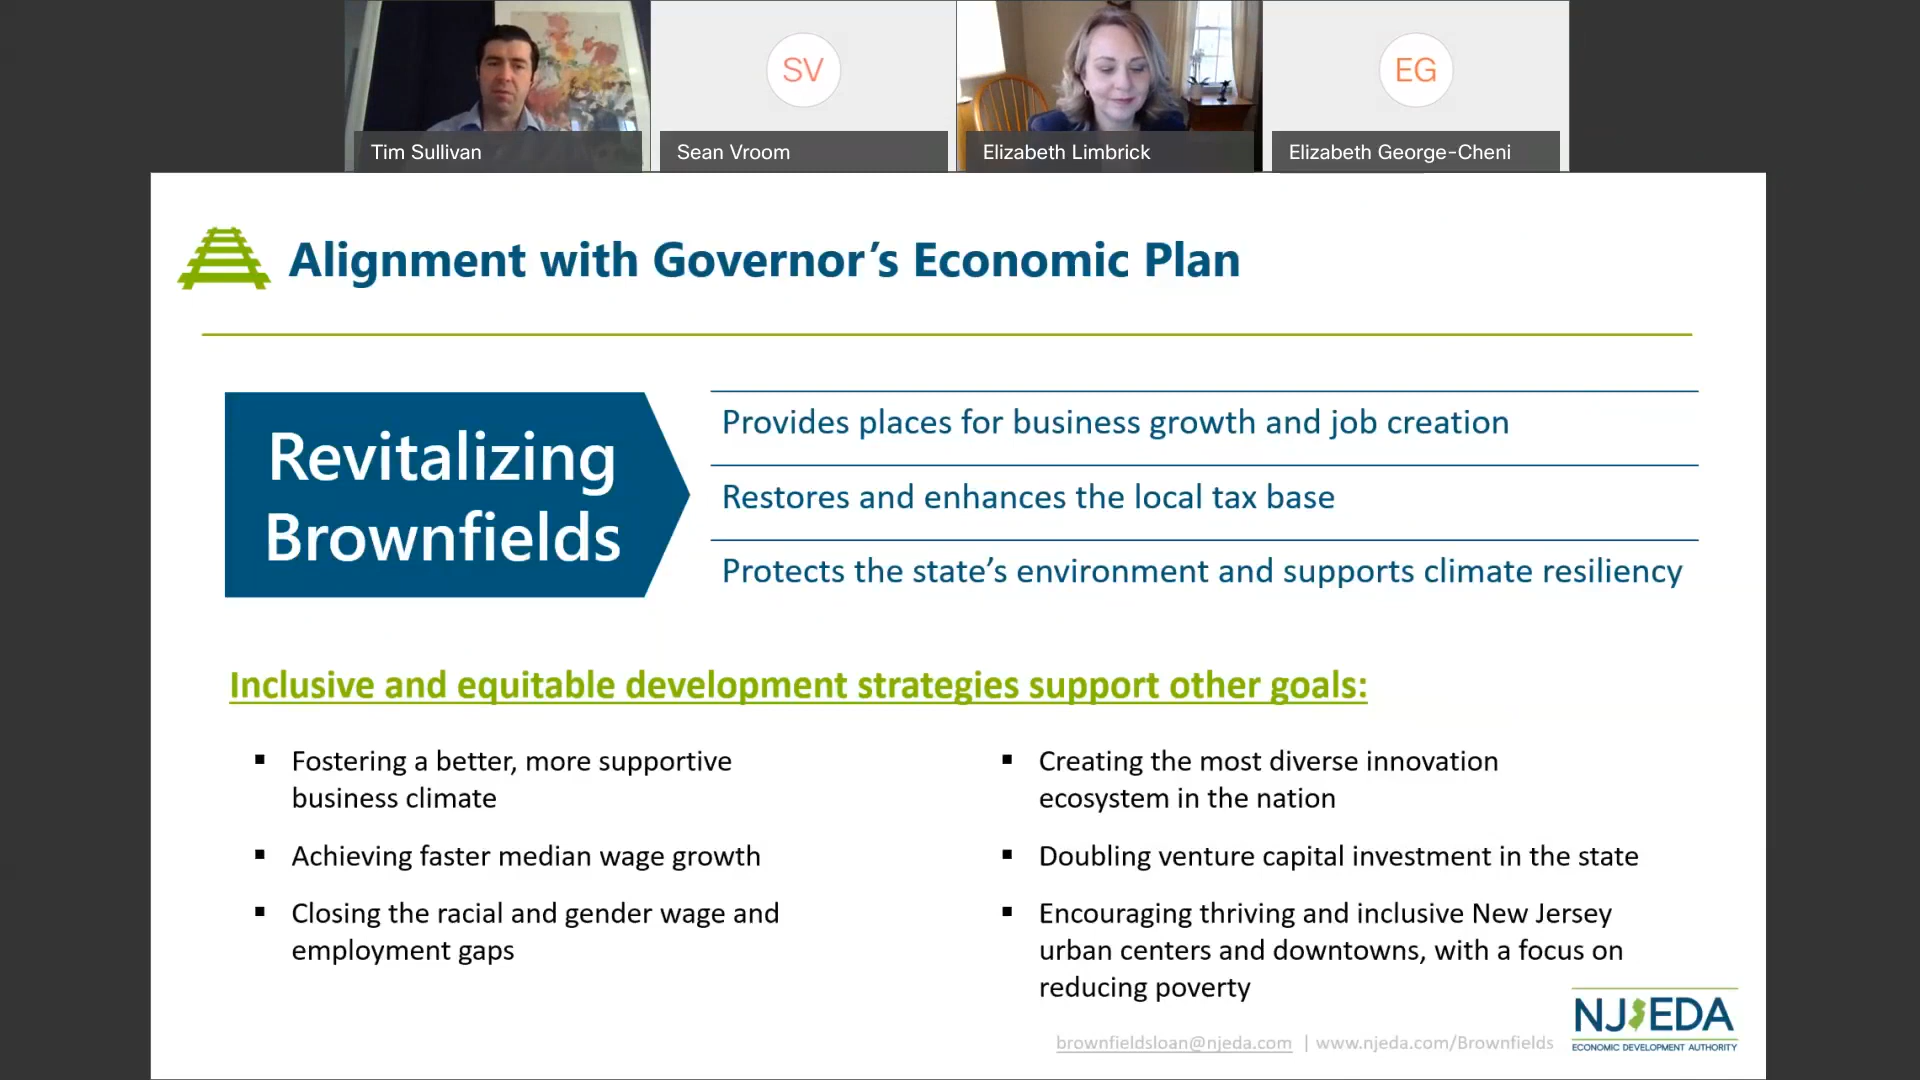 Tim Sullivan
SV
Sean Vroom
Elizabeth Limbrick
EG
Elizabeth George-Cheni
Alignment with Governor’s Economic Plan
Revitalizing
Brownfields
Provides places for business growth and job creation
Restores and enhances the local tax base
Protects the state’s environment and supports climate resiliency
Inclusive and equitable development strategies support other goals:
▪ Fostering a better, more supportive
business climate
▪ Achieving faster median wage growth
▪ Closing the racial and gender wage and
employment gaps
▪ Creating the most diverse innovation
ecosystem in the nation
▪ Doubling venture capital investment in the state
▪ Encouraging thriving and inclusive New Jersey
urban centers and downtowns, with a focus on
reducing poverty
brownfieldsloan@njeda.com | www.njeda.com/Brownfields
NJEDA
ECONOMIC DEVELOPMENT AUTHORITY